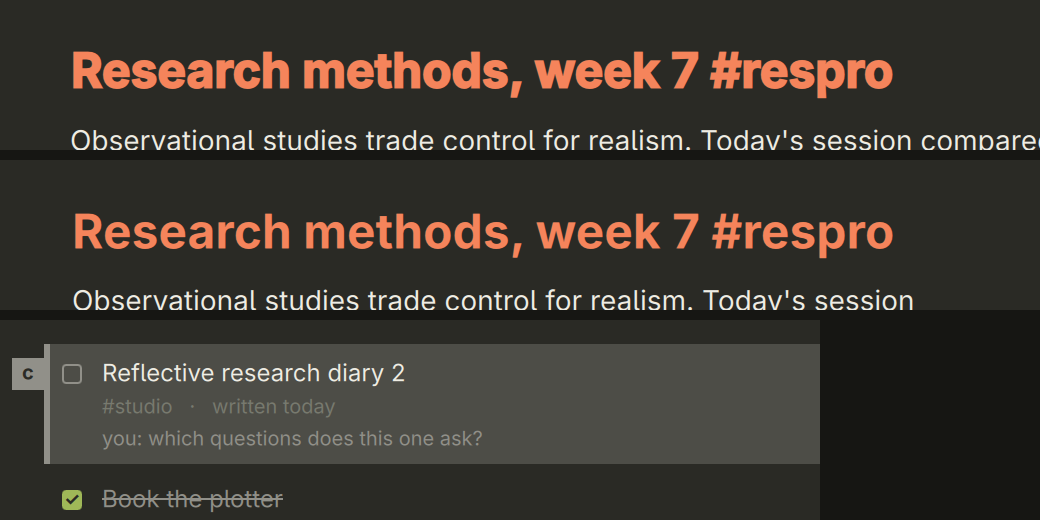 Research methods, week 7 #respro
Observational studies trade control for realism. Today's session compared
Research methods, week 7 #respro
Observational studies trade control for realism. Today's session
c
Reflective research diary 2
#studio · written today
you: which questions does this one ask?
Book the plotter